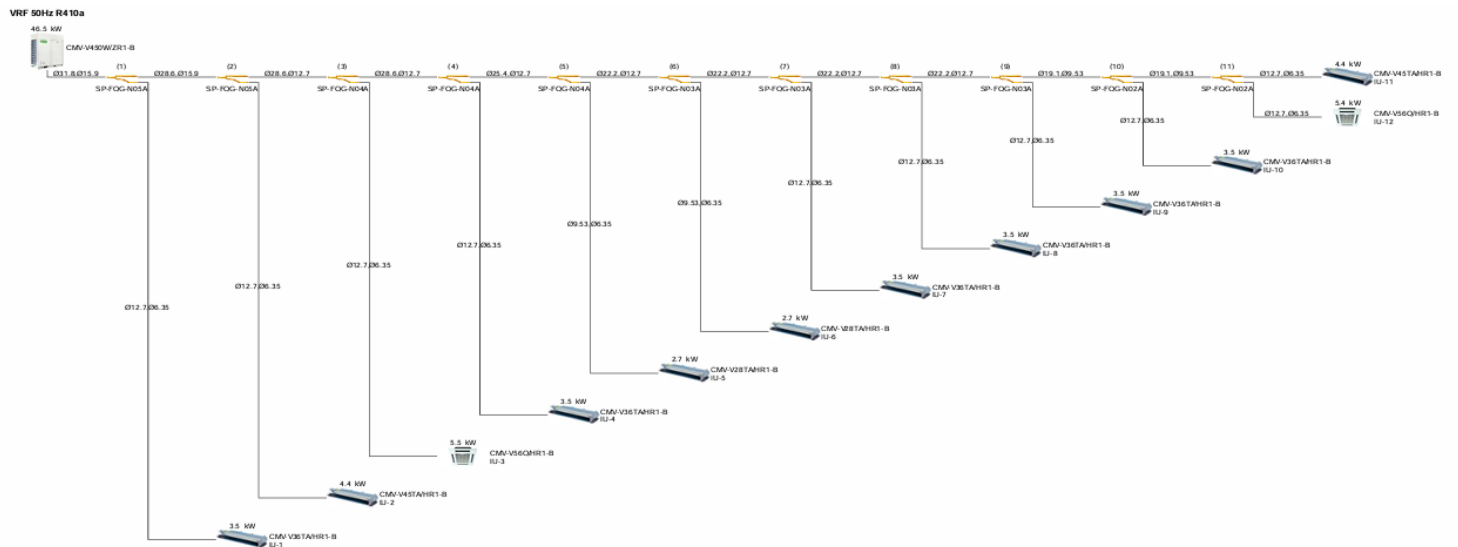 VRF 50Hz R410a
46.5 kW
CMV-V450W/ZR1-B
(1) (2) (3) (4) (5) (6) (7) (8) (9) (10) (11)
Ø31.8,Ø15.9 Ø28.6,Ø15.9 Ø28.6,Ø12.7 Ø28.6,Ø12.7 Ø25.4,Ø12.7 Ø22.2,Ø12.7 Ø22.2,Ø12.7 Ø22.2,Ø12.7 Ø22.2,Ø12.7 Ø19.1,Ø9.53 Ø19.1,Ø9.53 Ø12.7,Ø6.35
SP-FQG-N05A SP-FQG-N05A SP-FQG-N04A SP-FQG-N04A SP-FQG-N04A SP-FQG-N03A SP-FQG-N03A SP-FQG-N03A SP-FQG-N03A SP-FQG-N02A SP-FQG-N02A
4.4 kW
CMV-V45TA/HR1-B
IU-11
Ø12.7,Ø6.35
5.4 kW
CMV-V56Q/HR1-B
IU-12
Ø12.7,Ø6.35
3.5 kW
CMV-V36TA/HR1-B
IU-10
Ø12.7,Ø6.35
3.5 kW
CMV-V36TA/HR1-B
IU-9
Ø12.7,Ø6.35
3.5 kW
CMV-V36TA/HR1-B
IU-8
Ø12.7,Ø6.35
3.5 kW
CMV-V36TA/HR1-B
IU-7
Ø9.53,Ø6.35
2.7 kW
CMV-V28TA/HR1-B
IU-6
Ø9.53,Ø6.35
2.7 kW
CMV-V28TA/HR1-B
IU-5
Ø12.7,Ø6.35
3.5 kW
CMV-V36TA/HR1-B
IU-4
Ø12.7,Ø6.35
5.5 kW
CMV-V56Q/HR1-B
IU-3
Ø12.7,Ø6.35
4.4 kW
CMV-V45TA/HR1-B
IU-2
Ø12.7,Ø6.35
3.5 kW
CMV-V36TA/HR1-B
IU-1